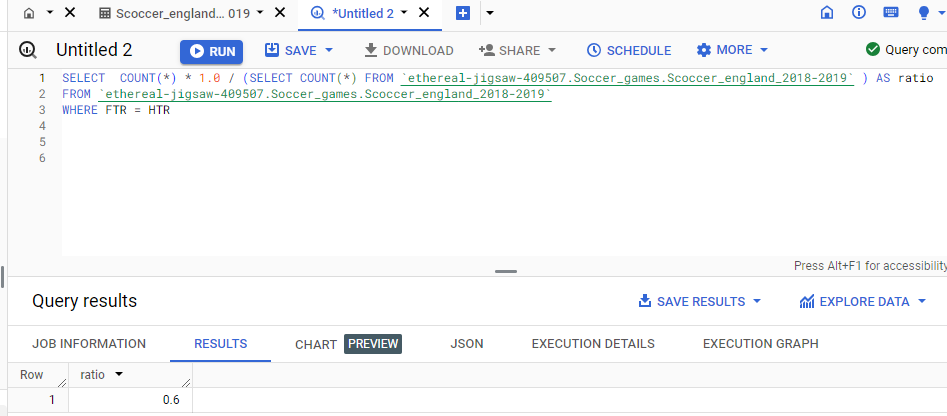 Scoccer_england... 019
*Untitled 2
Untitled 2 RUN SAVE DOWNLOAD SHARE SCHEDULE MORE Query com
1 SELECT COUNT(*) * 1.0 / (SELECT COUNT(*) FROM `ethereal-jigsaw-409507.Soccer_games.Scoccer_england_2018-2019` ) AS ratio
2 FROM `ethereal-jigsaw-409507.Soccer_games.Scoccer_england_2018-2019`
3 WHERE FTR = HTR
4
5
6
Press Alt+F1 for accessibility
Query results SAVE RESULTS EXPLORE DATA
JOB INFORMATION RESULTS CHART PREVIEW JSON EXECUTION DETAILS EXECUTION GRAPH
Row ratio
1 0.6